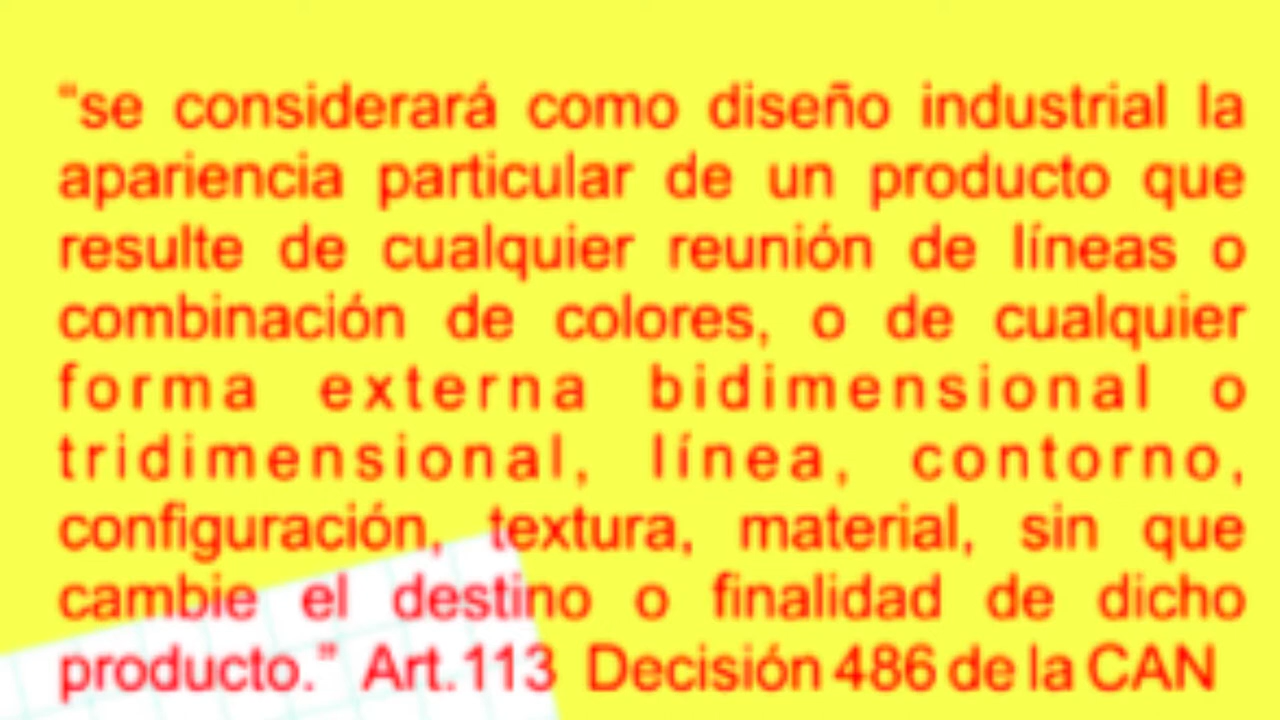 “se considerará como diseño industrial la
apariencia particular de un producto que
resulte de cualquier reunión de líneas o
combinación de colores, o de cualquier
forma externa bidimensional o
tridimensional, línea, contorno,
configuración, textura, material, sin que
cambie el destino o finalidad de dicho
producto.” Art.113 Decisión 486 de la CAN